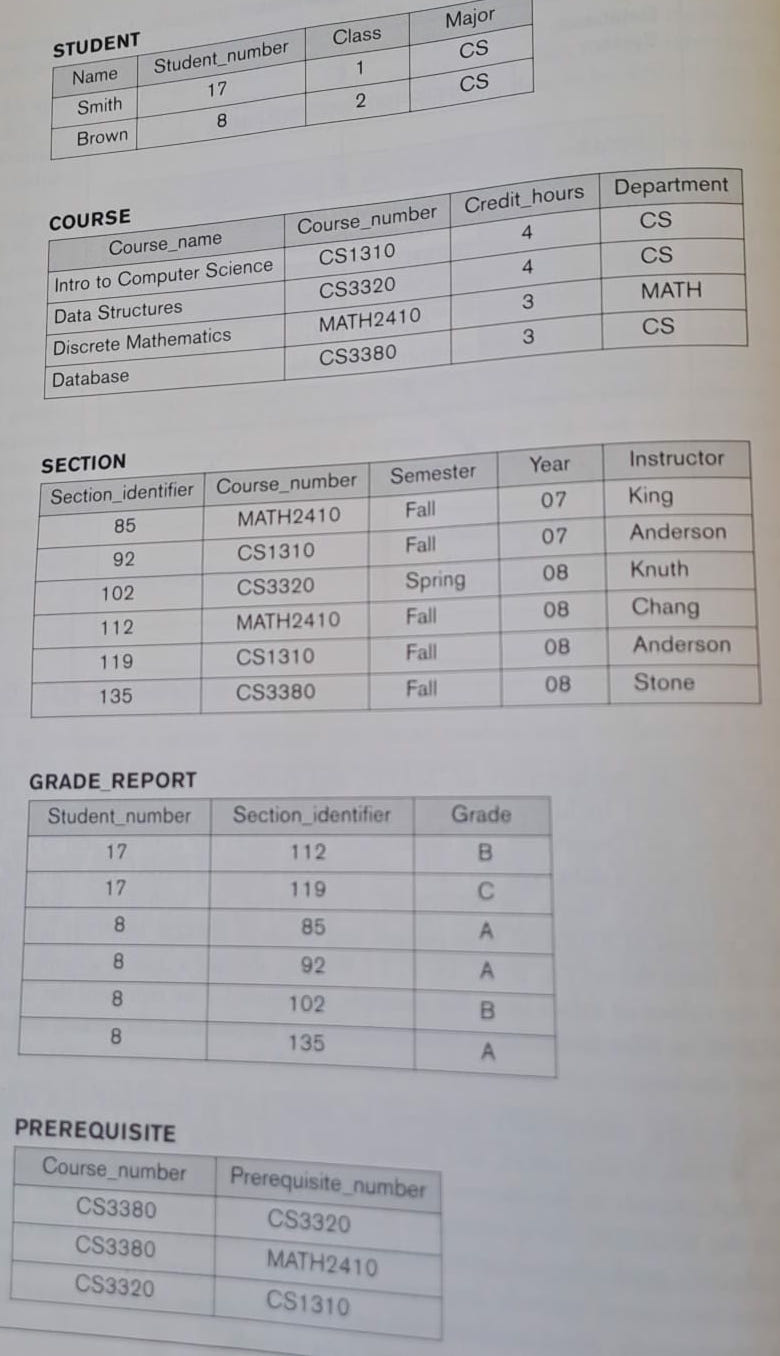 STUDENT
Name Student_number Class Major
Smith 17 1 CS
Brown 8 2 CS
COURSE
Course_name Course_number Credit_hours Department
Intro to Computer Science CS1310 4 CS
Data Structures CS3320 4 CS
Discrete Mathematics MATH2410 3 MATH
Database CS3380 3 CS
SECTION
Section_identifier Course_number Semester Year Instructor
85 MATH2410 Fall 07 King
92 CS1310 Fall 07 Anderson
102 CS3320 Spring 08 Knuth
112 MATH2410 Fall 08 Chang
119 CS1310 Fall 08 Anderson
135 CS3380 Fall 08 Stone
GRADE_REPORT
Student_number Section_identifier Grade
17 112 B
17 119 C
8 85 A
8 92 A
8 102 B
8 135 A
PREREQUISITE
Course_number Prerequisite_number
CS3380 CS3320
CS3380 MATH2410
CS3320 CS1310